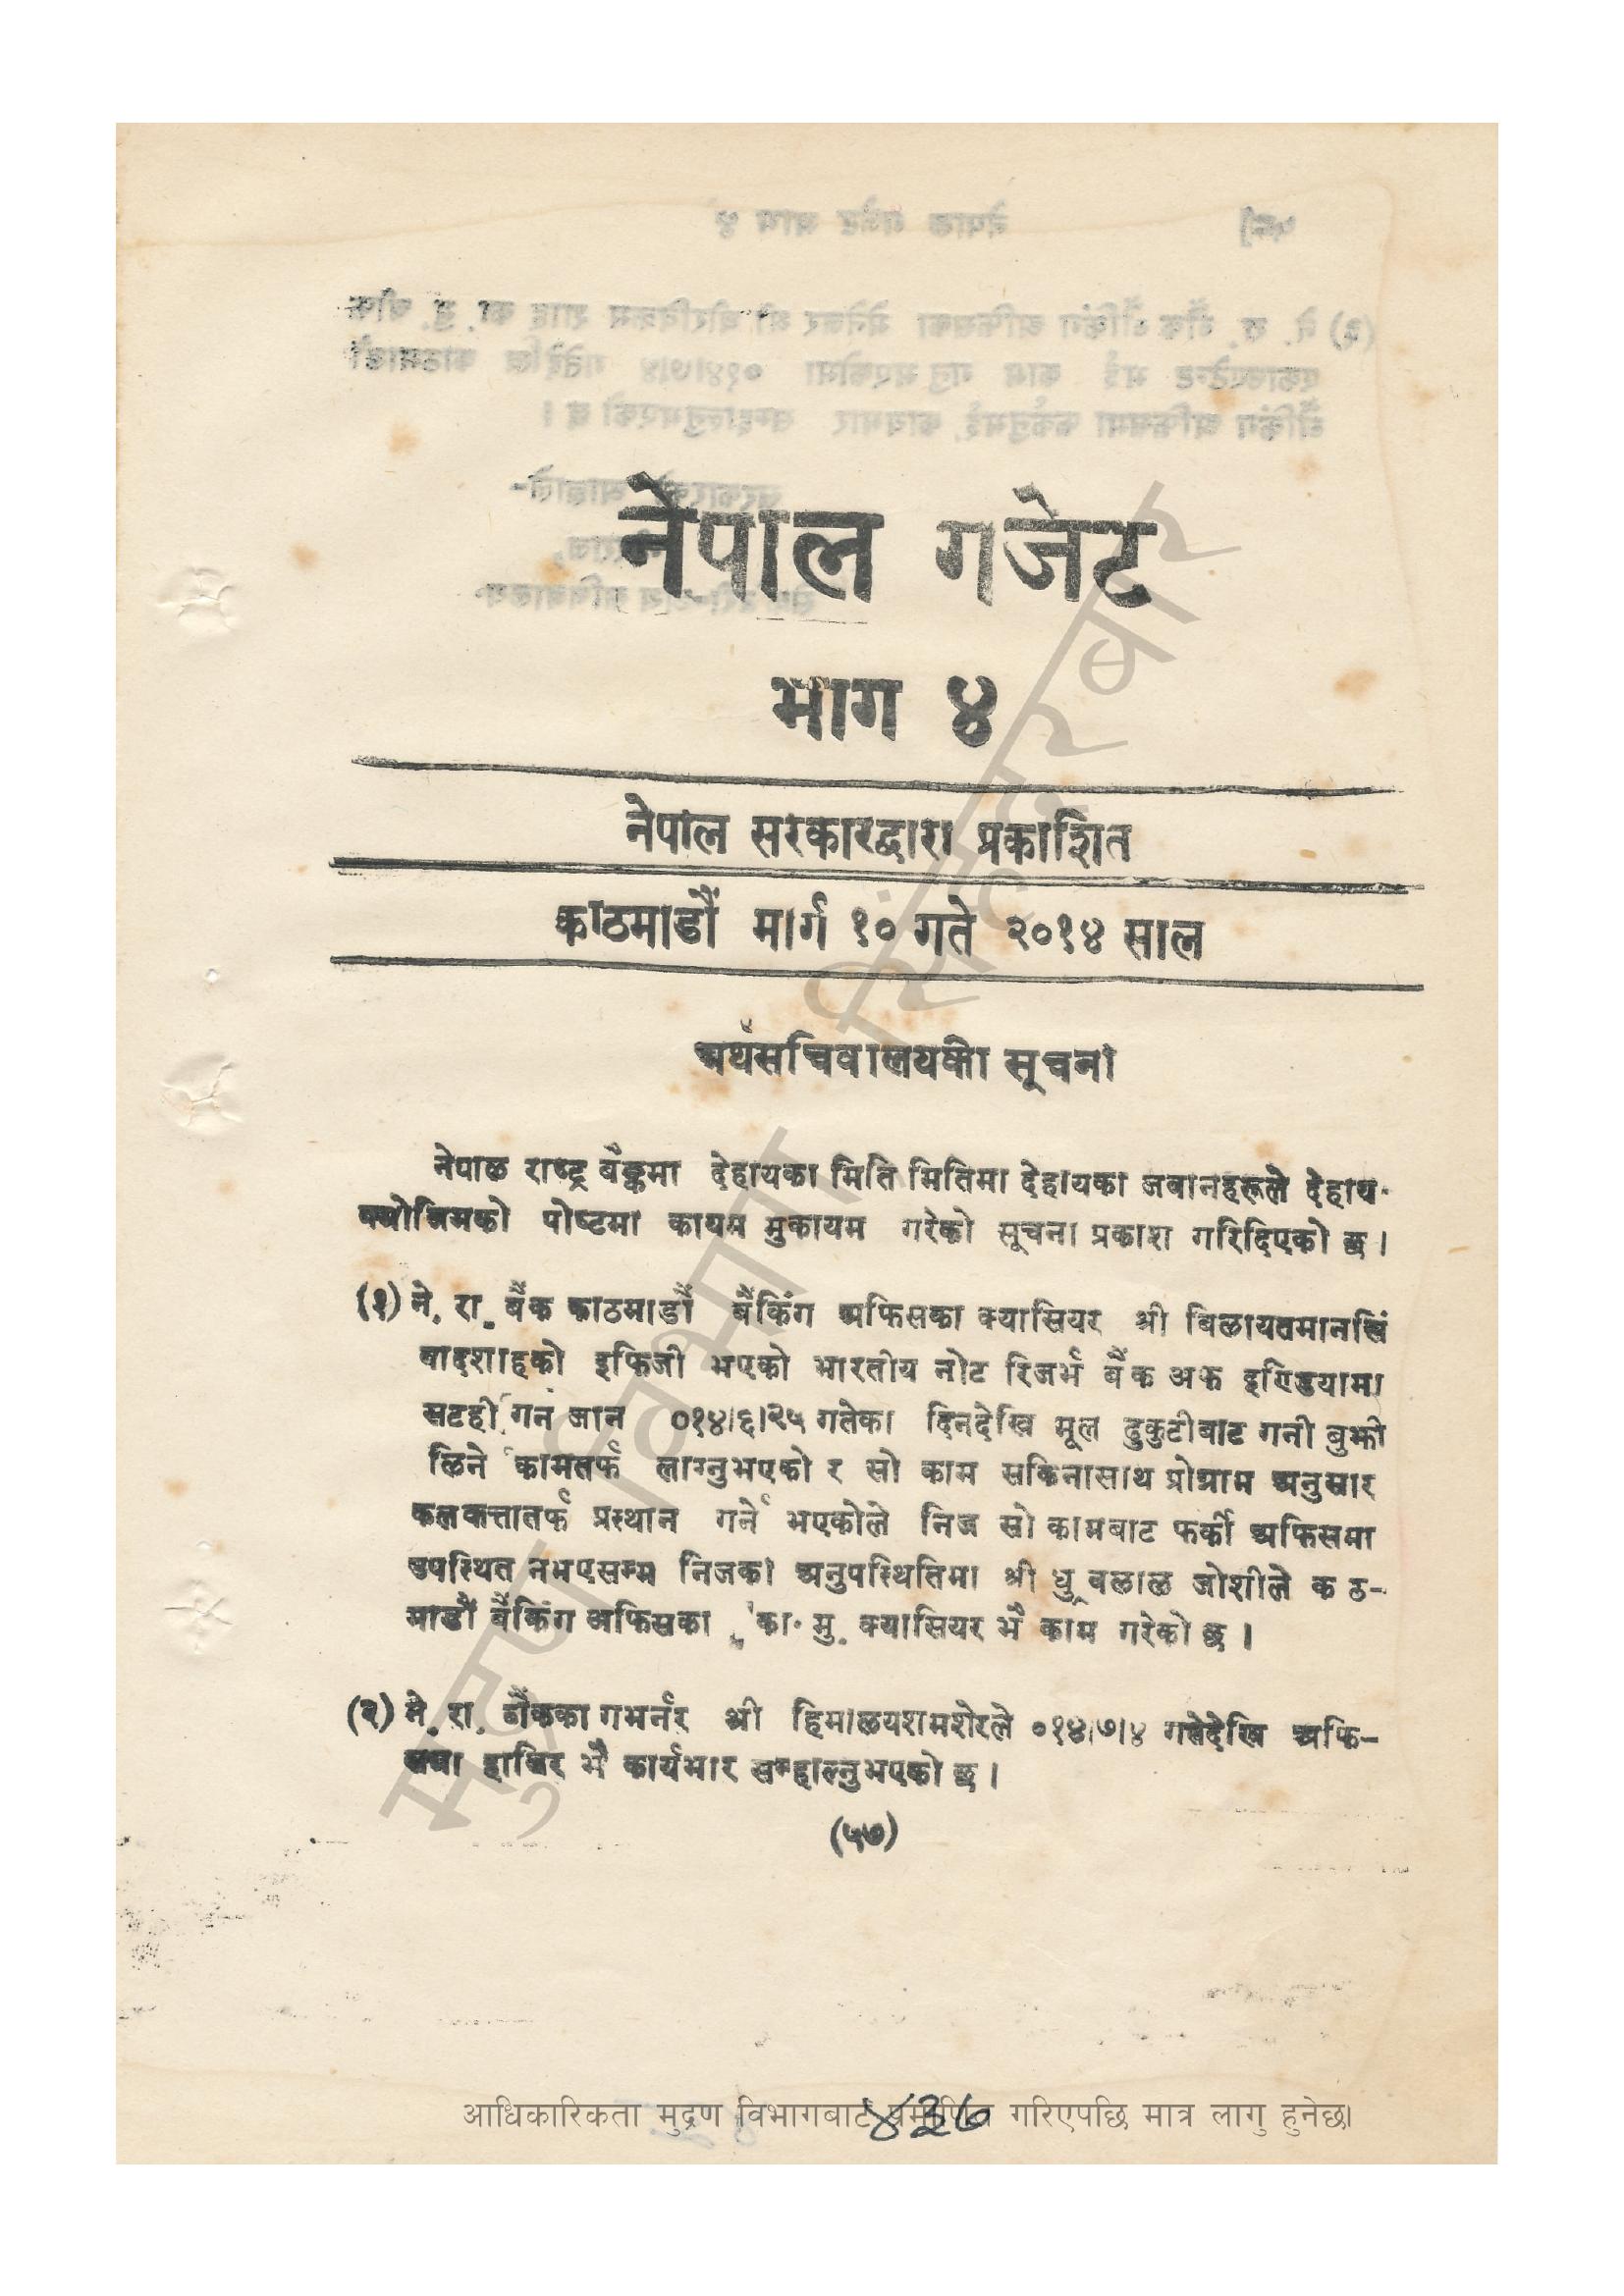 नेपाल गजेट
भाग ४
नेपाल सरकारद्वारा प्रकाशित
काठमाडौं मार्ग १० गते २०१४ साल
अर्थसचिवालयको सूचना
नेपाल राष्ट्र बैङ्कमा देहायका मिति मितिमा देहायका जवानहरूले देहाय-
बमोजिमको पोष्टमा कायम मुकायम गरेको सूचना प्रकाश गरिदिएको छ ।
(१) ने. रा. बैंक काठमाडौं बैंकिंग अफिसका क्यासियर श्री बिलायतमानसिं
बादशाहको इफिजी भएको भारतीय नोट रिजर्भ बैंक अफ इण्डियामा
सटही गर्न जान ०१४।६।२५ गतेका दिनदेखि मूल ढुकुटीबाट गनी बुझी
लिने कामतर्फ लाग्नुभएको र सो काम सकिनासाथ प्रोग्राम अनुसार
कलकत्तातर्फ प्रस्थान गर्ने भएकोले निज सो कामबाट फर्की अफिसमा
उपस्थित नभएसम्म निजको अनुपस्थितिमा श्री ध्रुवलाल जोशीले क ठ-
माडौं बैंकिंग अफिसका का. मु. क्यासियर भै काम गरेको छ ।
(२) ने. रा. बैंकका गभर्नर श्री हिमालयशमशेरले ०१४।७।४ गतेदेखि अफि-
समा हाजिर भै कार्यभार सम्हाल्नुभएको छ ।
(५७)
मुद्रण विभाग सिंहदरबार
आधिकारिकता मुद्रण विभागबाट प्रमाणित गरिएपछि मात्र लागु हुनेछ।
४३७